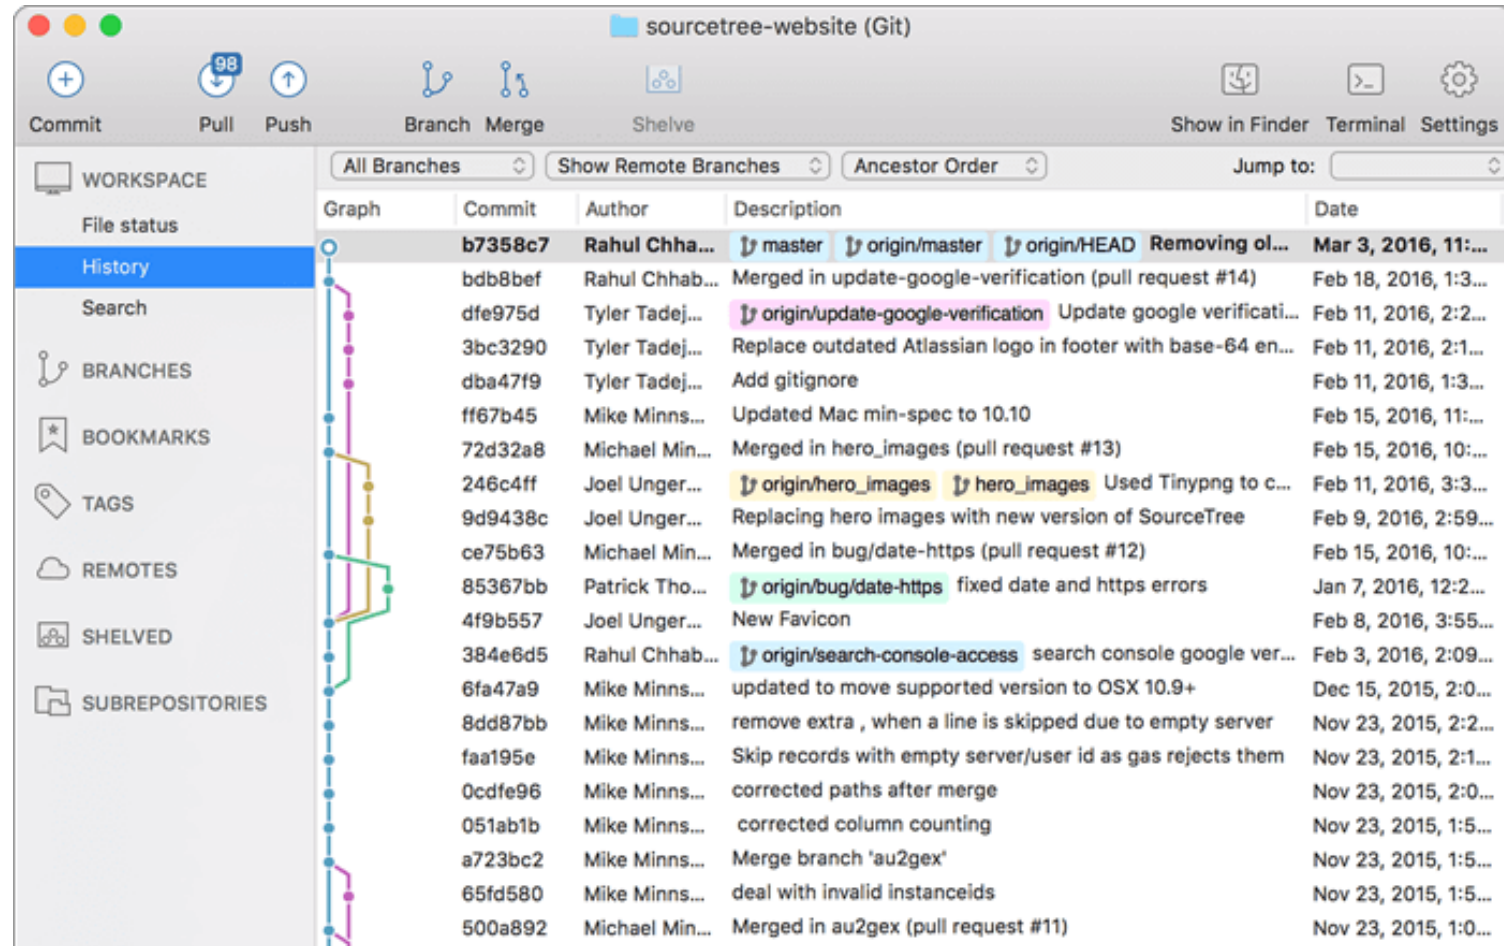 sourcetree-website (Git)
98
Commit Pull Push Branch Merge Shelve Show in Finder Terminal Settings
WORKSPACE
File status
History
Search
BRANCHES
BOOKMARKS
TAGS
REMOTES
SHELVED
SUBREPOSITORIES
All Branches Show Remote Branches Ancestor Order Jump to:
Graph Commit Author Description Date
b7358c7 Rahul Chha... master origin/master origin/HEAD Removing ol... Mar 3, 2016, 11:...
bdb8bef Rahul Chhab... Merged in update-google-verification (pull request #14) Feb 18, 2016, 1:3...
dfe975d Tyler Tadej... origin/update-google-verification Update google verificati... Feb 11, 2016, 2:2...
3bc3290 Tyler Tadej... Replace outdated Atlassian logo in footer with base-64 en... Feb 11, 2016, 2:1...
dba47f9 Tyler Tadej... Add gitignore Feb 11, 2016, 1:3...
ff67b45 Mike Minns... Updated Mac min-spec to 10.10 Feb 15, 2016, 11:...
72d32a8 Michael Min... Merged in hero_images (pull request #13) Feb 15, 2016, 10:...
246c4ff Joel Unger... origin/hero_images hero_images Used Tinypng to c... Feb 11, 2016, 3:3...
9d9438c Joel Unger... Replacing hero images with new version of SourceTree Feb 9, 2016, 2:59...
ce75b63 Michael Min... Merged in bug/date-https (pull request #12) Feb 15, 2016, 10:...
85367bb Patrick Tho... origin/bug/date-https fixed date and https errors Jan 7, 2016, 12:2...
4f9b557 Joel Unger... New Favicon Feb 8, 2016, 3:55...
384e6d5 Rahul Chhab... origin/search-console-access search console google ver... Feb 3, 2016, 2:09...
6fa47a9 Mike Minns... updated to move supported version to OSX 10.9+ Dec 15, 2015, 2:0...
8dd87bb Mike Minns... remove extra , when a line is skipped due to empty server Nov 23, 2015, 2:2...
faa195e Mike Minns... Skip records with empty server/user id as gas rejects them Nov 23, 2015, 2:1...
0cdfe96 Mike Minns... corrected paths after merge Nov 23, 2015, 2:0...
051ab1b Mike Minns... corrected column counting Nov 23, 2015, 1:5...
a723bc2 Mike Minns... Merge branch 'au2gex' Nov 23, 2015, 1:5...
65fd580 Mike Minns... deal with invalid instanceids Nov 23, 2015, 1:5...
500a892 Michael Min... Merged in au2gex (pull request #11) Nov 23, 2015, 1:0...